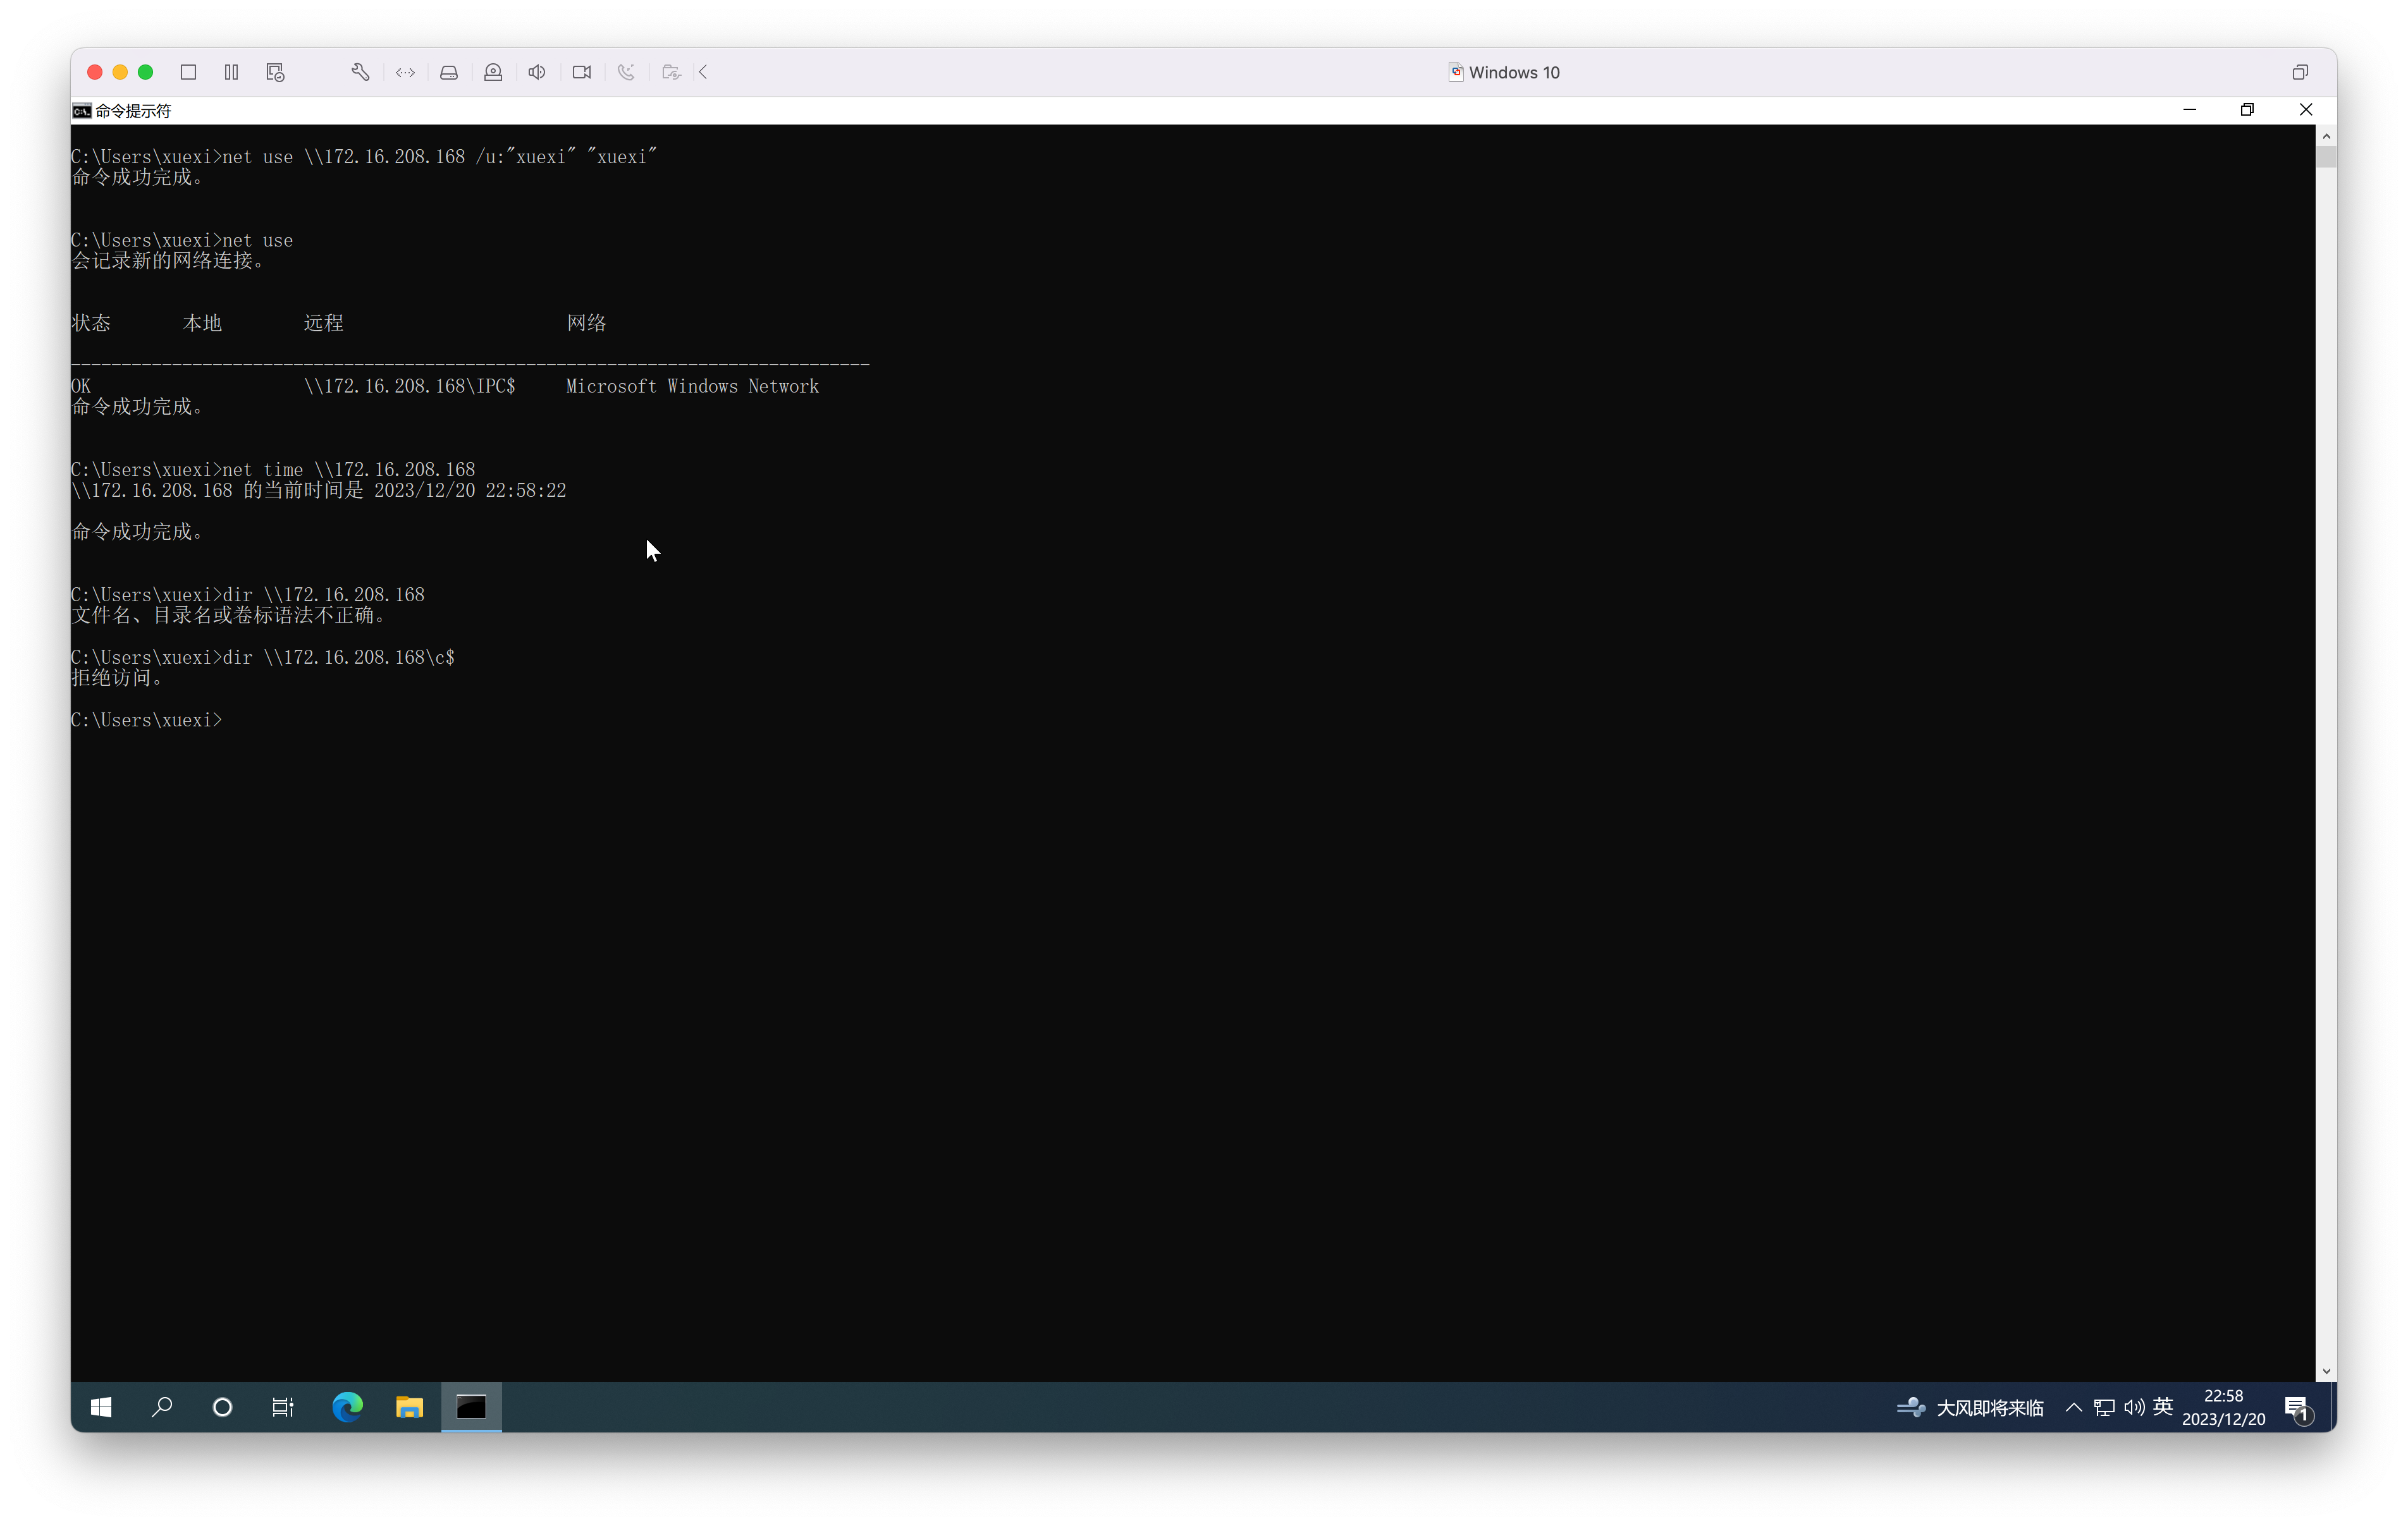 Windows 10
命令提示符
C:\Users\xuexi>net use \\172.16.208.168 /u:"xuexi" "xuexi"
命令成功完成。
C:\Users\xuexi>net use
会记录新的网络连接。
状态 本地 远程 网络
-------------------------------------------------------------------------------
OK \\172.16.208.168\IPC$ Microsoft Windows Network
命令成功完成。
C:\Users\xuexi>net time \\172.16.208.168
\\172.16.208.168 的当前时间是 2023/12/20 22:58:22
命令成功完成。
C:\Users\xuexi>dir \\172.16.208.168
文件名、目录名或卷标语法不正确。
C:\Users\xuexi>dir \\172.16.208.168\c$
拒绝访问。
C:\Users\xuexi>
大风即将来临 英 22:58
2023/12/20
1